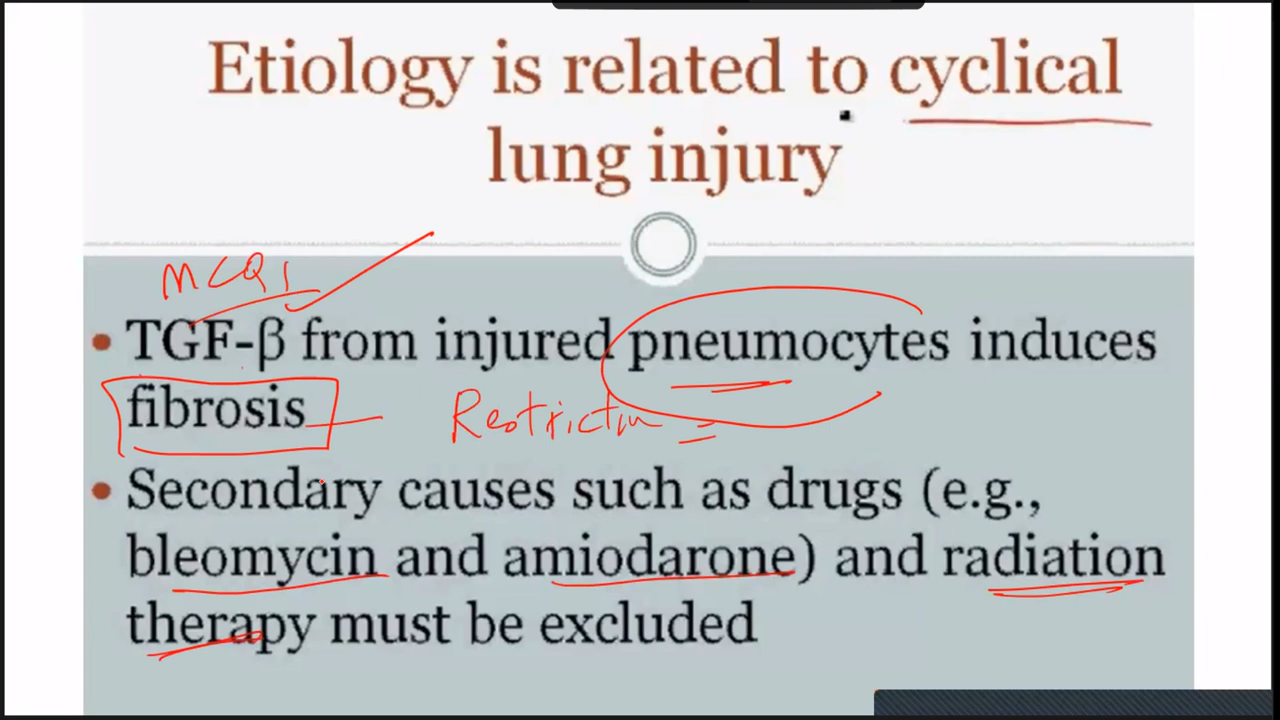 Etiology is related to cyclical
lung injury
MCQ1
• TGF-β from injured pneumocytes induces
fibrosis
• Secondary causes such as drugs (e.g.,
bleomycin and amiodarone) and radiation
therapy must be excluded